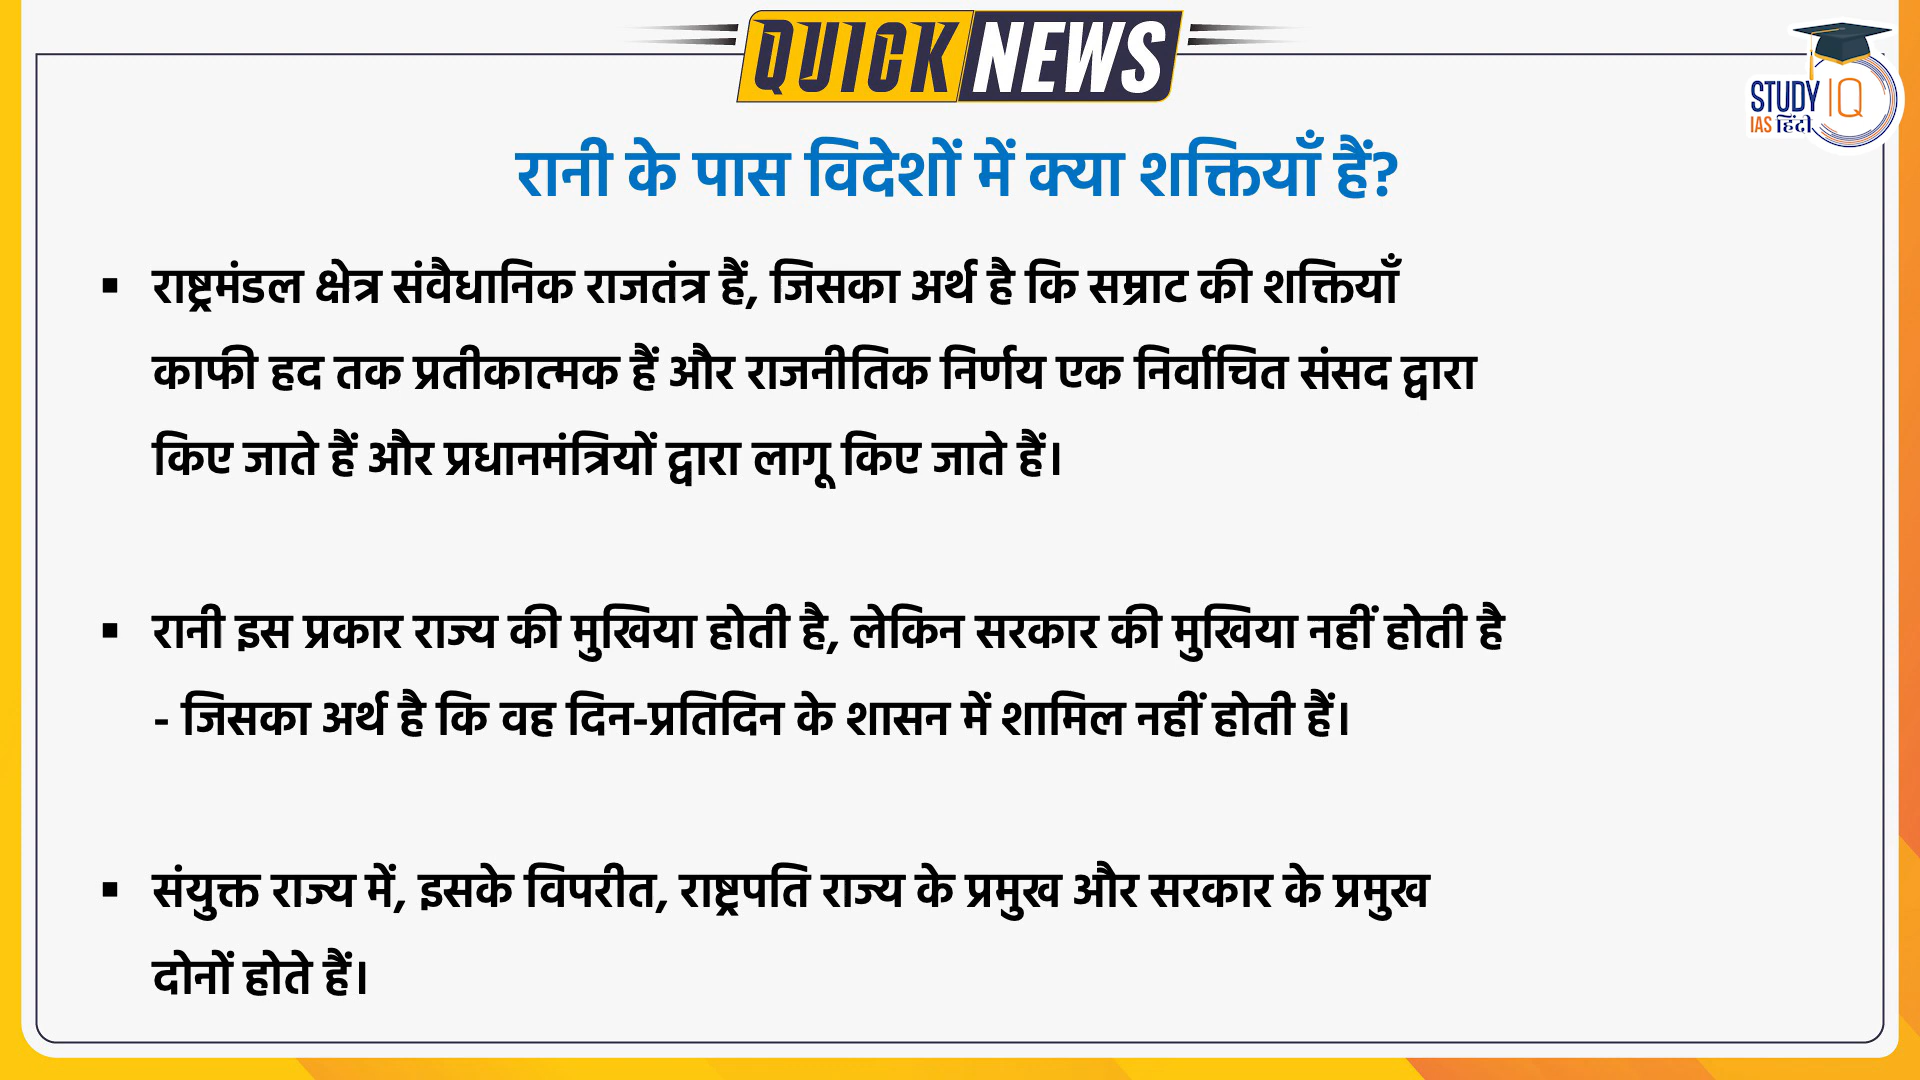 QUICK NEWS
STUDY IQ
IAS हिंदी
रानी के पास विदेशों में क्या शक्तियाँ हैं?
▪ राष्ट्रमंडल क्षेत्र संवैधानिक राजतंत्र हैं, जिसका अर्थ है कि सम्राट की शक्तियाँ
काफी हद तक प्रतीकात्मक हैं और राजनीतिक निर्णय एक निर्वाचित संसद द्वारा
किए जाते हैं और प्रधानमंत्रियों द्वारा लागू किए जाते हैं।
▪ रानी इस प्रकार राज्य की मुखिया होती है, लेकिन सरकार की मुखिया नहीं होती है
- जिसका अर्थ है कि वह दिन-प्रतिदिन के शासन में शामिल नहीं होती हैं।
▪ संयुक्त राज्य में, इसके विपरीत, राष्ट्रपति राज्य के प्रमुख और सरकार के प्रमुख
दोनों होते हैं।